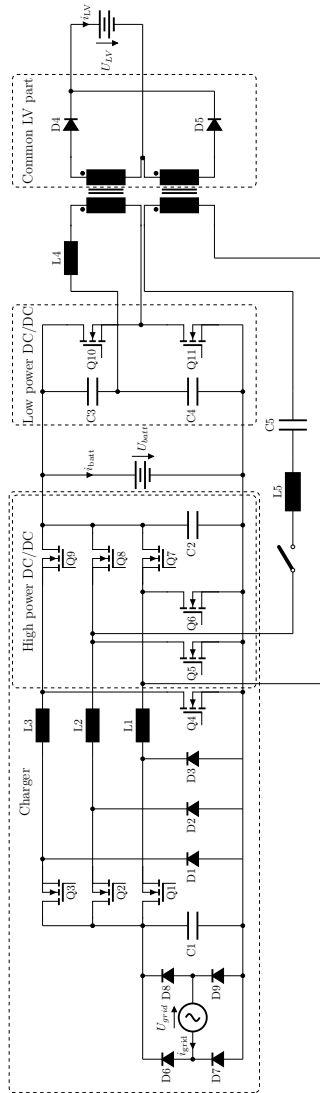 Charger
High power DC/DC
Low power DC/DC
Common LV part
Q3
L3
Q9
Q10
C3
L4
D4
i_LV
U_LV
Q2
L2
Q8
i_batt
U_batt
Q1
L1
Q7
Q11
C4
D5
D6
D8
U_grid
i_grid
D7
D9
C1
D1
D2
D3
Q4
Q5
Q6
C2
L5
C5